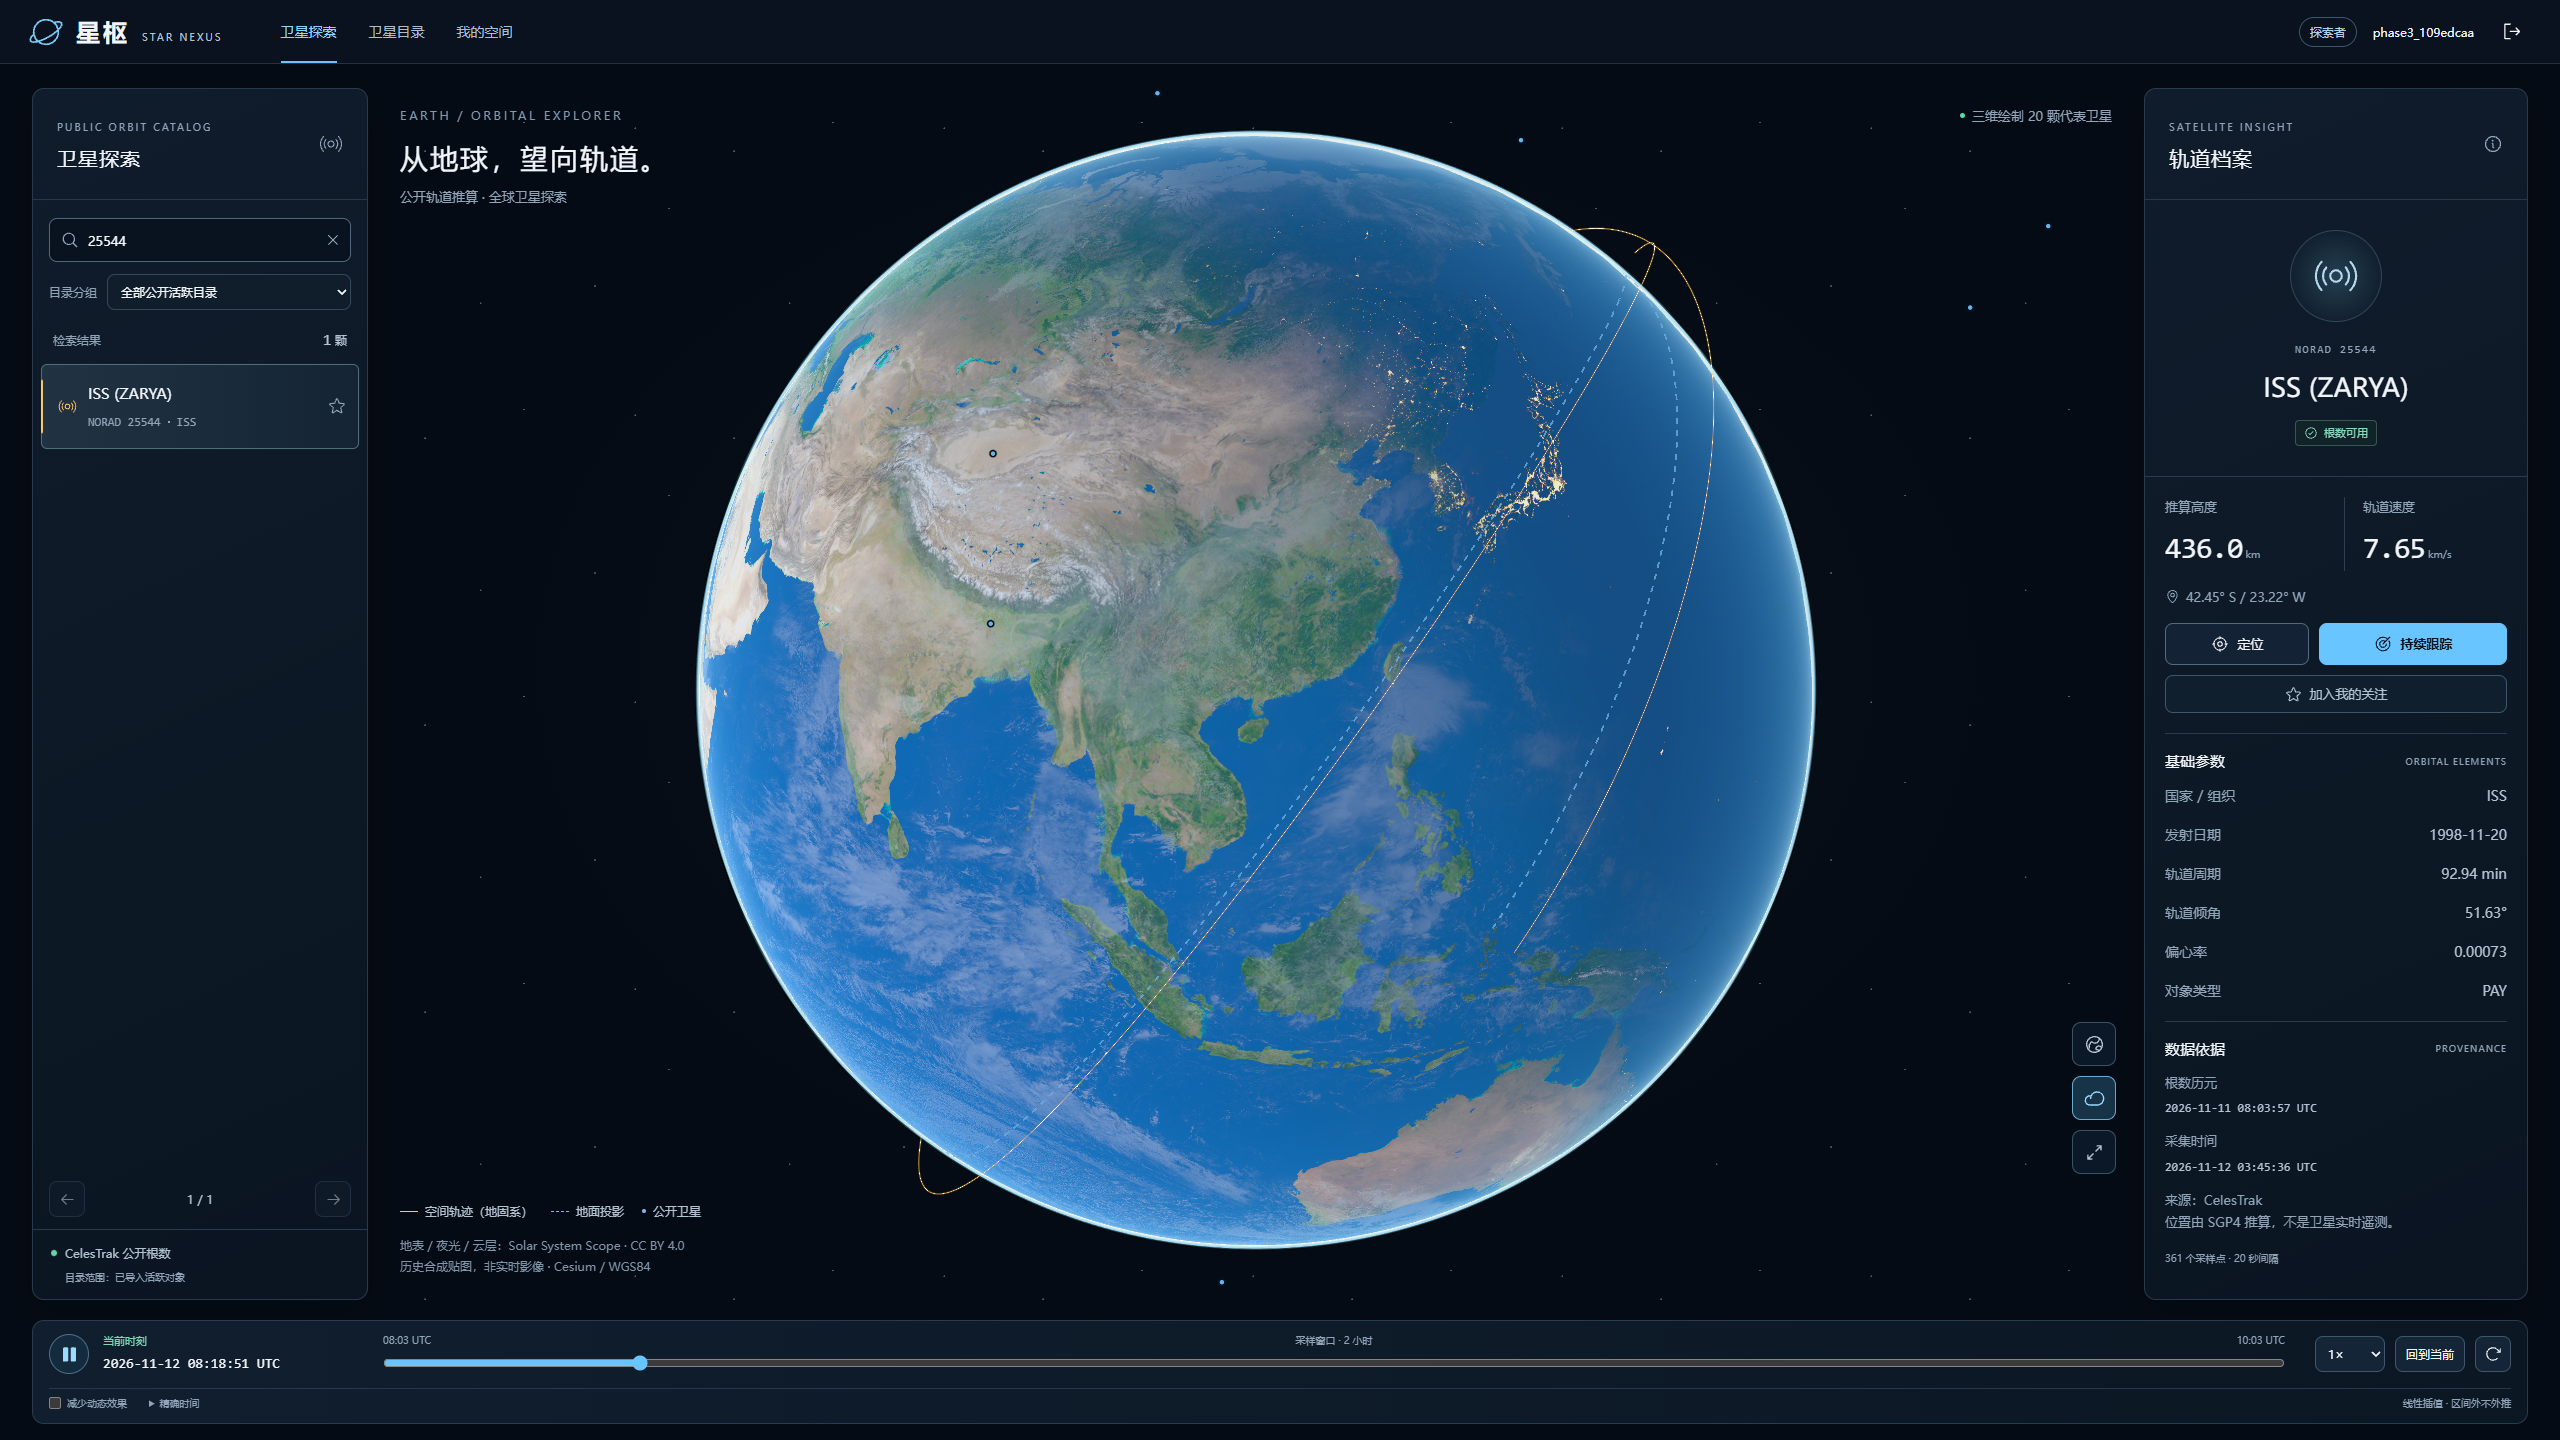 星枢 STAR NEXUS
卫星探索 卫星目录 我的空间
探索者 phase3_109edcaa
PUBLIC ORBIT CATALOG
卫星探索
25544
目录分组 全部公开活跃目录
检索结果 1 颗
ISS (ZARYA)
NORAD 25544 · ISS
1 / 1
CelesTrak 公开根数
目录范围：已导入活跃对象
EARTH / ORBITAL EXPLORER
从地球，望向轨道。
公开轨道推算 · 全球卫星探索
三维绘制 20 颗代表卫星
空间轨迹（地固系） 地面投影 公开卫星
地表 / 夜光 / 云层：Solar System Scope · CC BY 4.0
历史合成贴图，非实时影像 · Cesium / WGS84
SATELLITE INSIGHT
轨道档案
NORAD 25544
ISS (ZARYA)
根数可用
推算高度 轨道速度
436.0 km 7.65 km/s
42.45° S / 23.22° W
定位 持续跟踪
加入我的关注
基础参数 ORBITAL ELEMENTS
国家 / 组织 ISS
发射日期 1998-11-20
轨道周期 92.94 min
轨道倾角 51.63°
偏心率 0.00073
对象类型 PAY
数据依据 PROVENANCE
根数历元
2026-11-11 08:03:57 UTC
采集时间
2026-11-12 03:45:36 UTC
来源：CelesTrak
位置由 SGP4 推算，不是卫星实时遥测。
361 个采样点 · 20 秒间隔
当前时刻
2026-11-12 08:18:51 UTC
08:03 UTC 采样窗口 · 2 小时 10:03 UTC
1× 回到当前
减少动态效果 精确时间
线性插值 · 区间外不外推